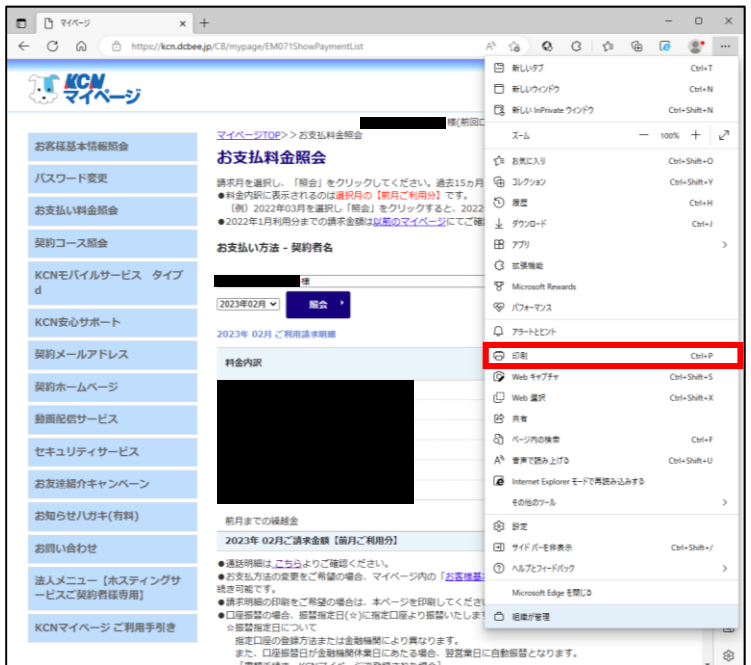 マイページ
https://kcn.dcbee.jp/CB/mypage/EM071ShowPaymentList
KCN
マイページ
様(前回
マイページTOP>>お支払料金照会
お支払料金照会
請求月を選択し、「照会」をクリックしてください。過去15ヵ月
●料金内訳に表示されるのは選択月の【前月ご利用分】です。
(例) 2022年03月を選択し「照会」をクリックすると、2022
●2022年1月利用分までの請求金額は以前のマイページにてご確
お支払い方法 - 契約者名
様
2023年02月
照会
2023年 02月 ご利用請求明細
料金内訳
前月までの繰越金
2023年 02月ご請求金額【前月ご利用分】
●通話明細は こちらよりご確認ください。
●お支払方法の変更をご希望の場合、マイページ内の「お客様基
続き可能です。
●請求明細の印刷をご希望の場合は、本ページを印刷してくださ
●口座振替の場合、振替指定日(☆)に指定口座より振替いたしま
☆振替指定日について
指定口座の登録方法または金融機関により異なります。
また、口座振替日が金融機関休業日にあたる場合、翌営業日に自動振替となります。
お客様基本情報照会
パスワード変更
お支払い料金照会
契約コース照会
KCNモバイルサービス タイプ
d
KCN安心サポート
契約メールアドレス
契約ホームページ
動画配信サービス
セキュリティサービス
お友達紹介キャンペーン
お知らせハガキ(有料)
お問い合わせ
法人メニュー【ホスティングサ
ービスご契約者様専用】
KCNマイページ ご利用手引き
新しいタブ Ctrl+T
新しいウィンドウ Ctrl+N
新しい InPrivate ウィンドウ Ctrl+Shift+N
ズーム — 100% +
お気に入り Ctrl+Shift+O
コレクション Ctrl+Shift+Y
履歴 Ctrl+H
ダウンロード Ctrl+J
アプリ
拡張機能
Microsoft Rewards
パフォーマンス
アラートとヒント
印刷 Ctrl+P
Web キャプチャ Ctrl+Shift+S
Web 選択 Ctrl+Shift+X
共有
ページ内の検索 Ctrl+F
音声で読み上げる Ctrl+Shift+U
Internet Explorer モードで再読み込みする
その他のツール
設定
サイド バーを非表示 Ctrl+Shift+/
ヘルプとフィードバック
Microsoft Edge を閉じる
組織が管理